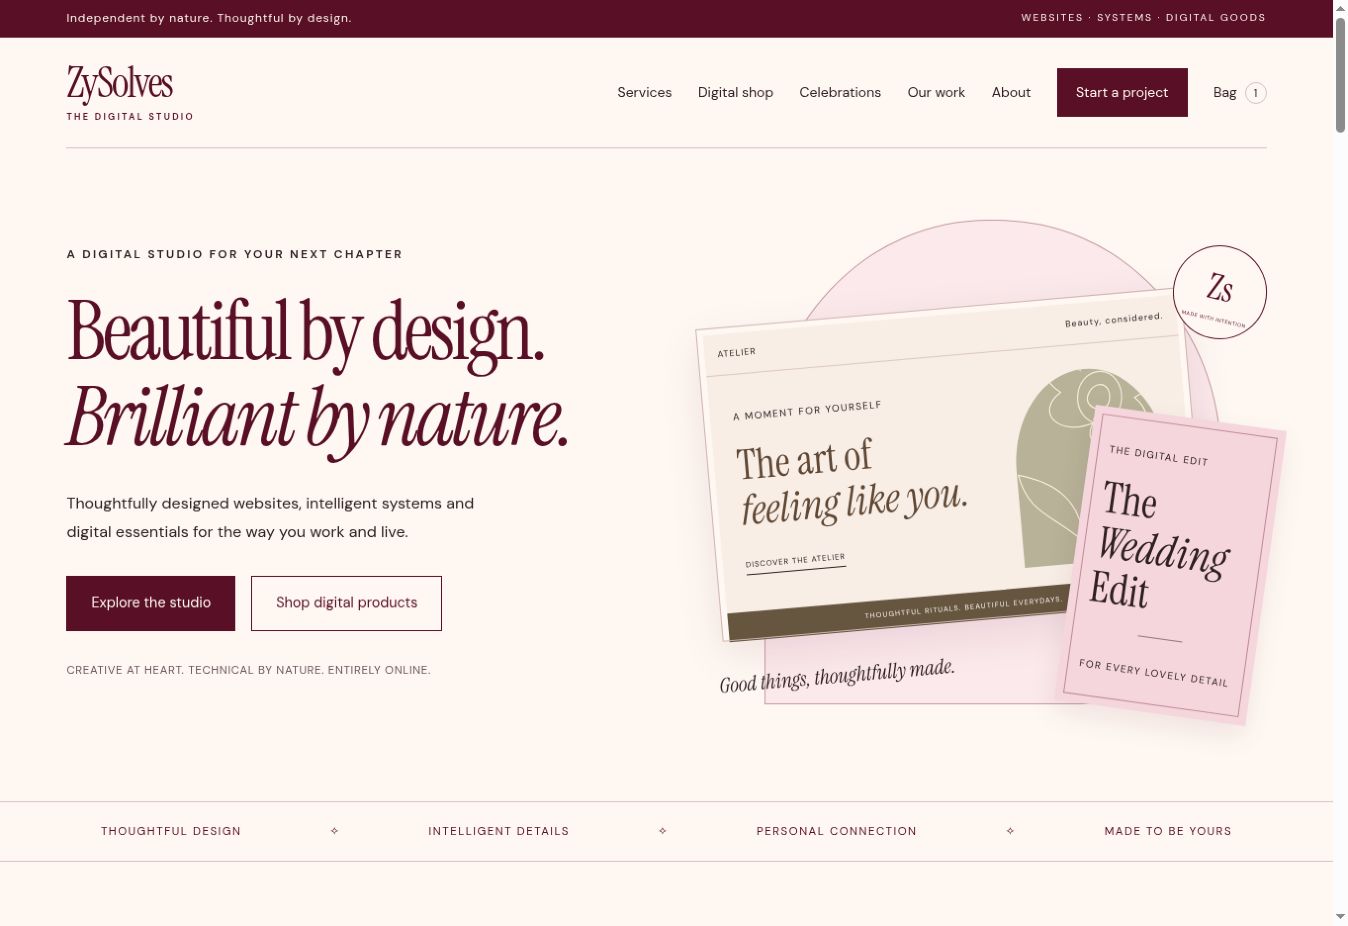 Independent by nature. Thoughtful by design.
WEBSITES · SYSTEMS · DIGITAL GOODS
ZySolves
THE DIGITAL STUDIO
Services
Digital shop
Celebrations
Our work
About
Start a project
Bag 1
A DIGITAL STUDIO FOR YOUR NEXT CHAPTER
Beautiful by design.
Brilliant by nature.
Thoughtfully designed websites, intelligent systems and
digital essentials for the way you work and live.
Explore the studio
Shop digital products
CREATIVE AT HEART. TECHNICAL BY NATURE. ENTIRELY ONLINE.
Zs
MADE WITH INTENTION
ATELIER
Beauty, considered.
A MOMENT FOR YOURSELF
The art of
feeling like you.
DISCOVER THE ATELIER
THOUGHTFUL RITUALS. BEAUTIFUL EVERYDAYS.
THE DIGITAL EDIT
The
Wedding
Edit
FOR EVERY LOVELY DETAIL
Good things, thoughtfully made.
THOUGHTFUL DESIGN ✧ INTELLIGENT DETAILS ✧ PERSONAL CONNECTION ✧ MADE TO BE YOURS